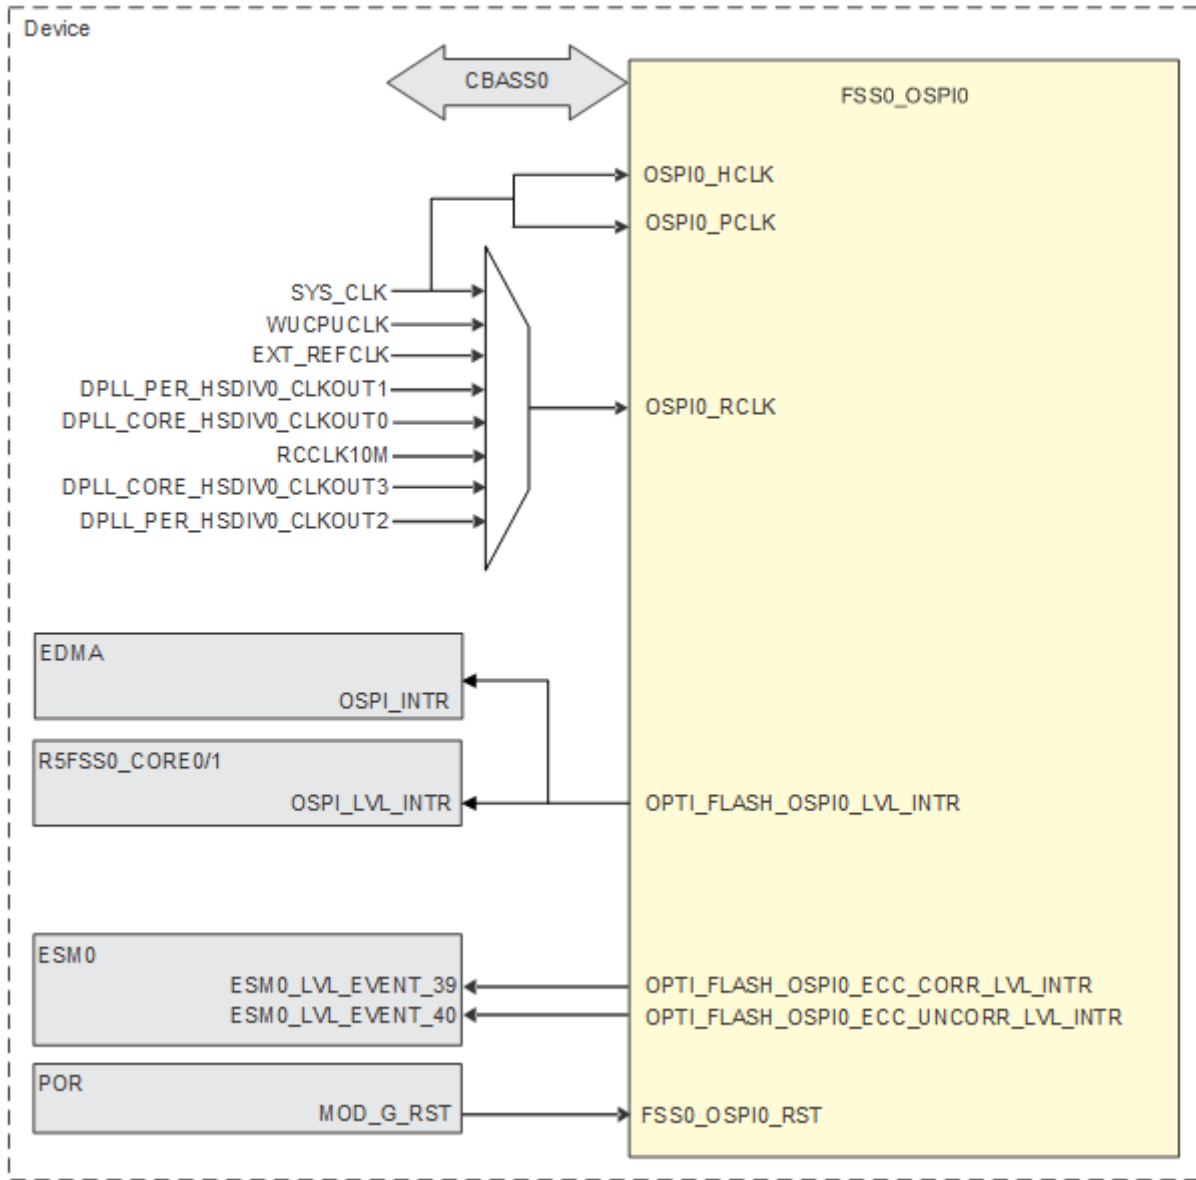 Device
CBASS0
FSS0_OSPI0
OSPI0_HCLK
OSPI0_PCLK
SYS_CLK
WUCPUCLK
EXT_REFCLK
DPLL_PER_HSDIV0_CLKOUT1
DPLL_CORE_HSDIV0_CLKOUT0
OSPI0_RCLK
RCCLK10M
DPLL_CORE_HSDIV0_CLKOUT3
DPLL_PER_HSDIV0_CLKOUT2
EDMA
OSPI_INTR
R5FSS0_CORE0/1
OSPI_LVL_INTR
OPTI_FLASH_OSPI0_LVL_INTR
ESM0
ESM0_LVL_EVENT_39
OPTI_FLASH_OSPI0_ECC_CORR_LVL_INTR
ESM0_LVL_EVENT_40
OPTI_FLASH_OSPI0_ECC_UNCORR_LVL_INTR
POR
MOD_G_RST
FSS0_OSPI0_RST